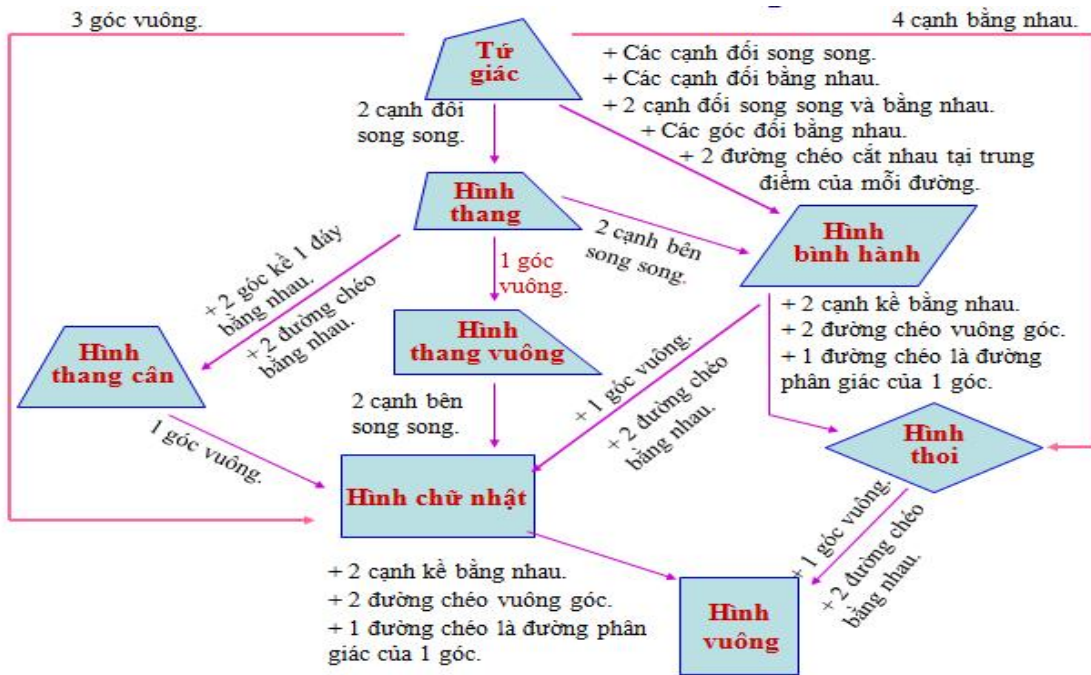 3 góc vuông.
4 cạnh bằng nhau.
Tứ
giác
+ Các cạnh đối song song.
+ Các cạnh đối bằng nhau.
+ 2 cạnh đối song song và bằng nhau.
+ Các góc đối bằng nhau.
+ 2 đường chéo cắt nhau tại trung
điểm của mỗi đường.
2 cạnh đối
song song.
Hình
thang
2 cạnh bên
song song.
Hình
bình hành
+ 2 góc kề 1 đáy
bằng nhau.
+ 2 đường chéo
bằng nhau.
1 góc
vuông.
Hình
thang cân
Hình
thang vuông
+ 1 góc vuông.
+ 2 đường chéo
bằng nhau.
+ 2 cạnh kề bằng nhau.
+ 2 đường chéo vuông góc.
+ 1 đường chéo là đường
phân giác của 1 góc.
1 góc vuông.
2 cạnh bên
song song.
Hình
thoi
Hình chữ nhật
+ 1 góc vuông.
+ 2 đường chéo
bằng nhau.
+ 2 cạnh kề bằng nhau.
+ 2 đường chéo vuông góc.
+ 1 đường chéo là đường phân
giác của 1 góc.
Hình
vuông